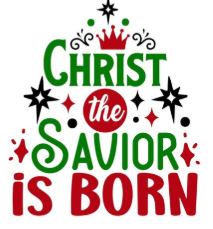 CHRIST
the
SAVIOR
IS BORN